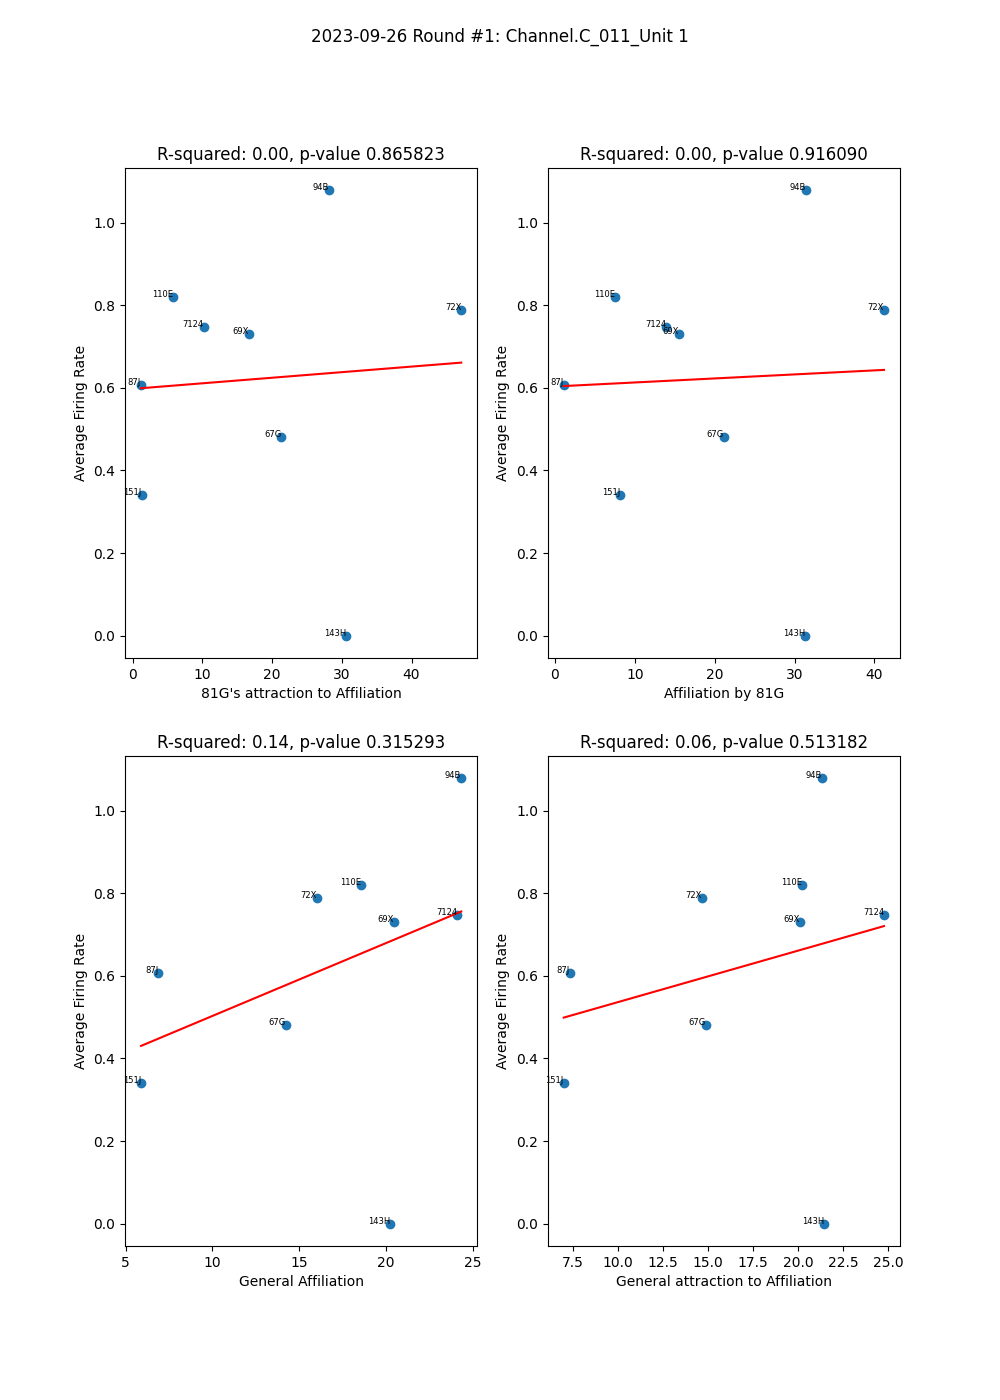 2023-09-26 Round #1: Channel.C_011_Unit 1
R-squared: 0.00, p-value 0.865823
Average Firing Rate
1.0
0.8
0.6
0.4
0.2
0.0
94B
110E
7124
69X
72X
87J
67G
151J
143H
0 10 20 30 40
81G's attraction to Affiliation
R-squared: 0.00, p-value 0.916090
Average Firing Rate
1.0
0.8
0.6
0.4
0.2
0.0
94B
110E
7124
69X
72X
87J
67G
151J
143H
0 10 20 30 40
Affiliation by 81G
R-squared: 0.14, p-value 0.315293
Average Firing Rate
1.0
0.8
0.6
0.4
0.2
0.0
94B
110E
72X
7124
69X
87J
67G
151J
143H
5 10 15 20 25
General Affiliation
R-squared: 0.06, p-value 0.513182
Average Firing Rate
1.0
0.8
0.6
0.4
0.2
0.0
94B
110E
72X
7124
69X
87J
67G
151J
143H
7.5 10.0 12.5 15.0 17.5 20.0 22.5 25.0
General attraction to Affiliation